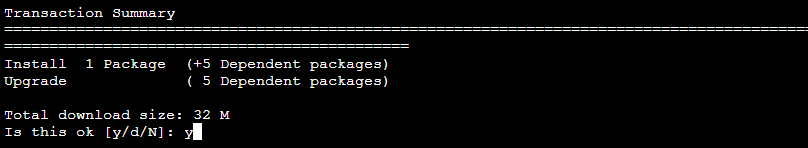 Transaction Summary
================================================================================================
=============================================
Install  1 Package  (+5 Dependent packages)
Upgrade             ( 5 Dependent packages)
Total download size: 32 M
Is this ok [y/d/N]: y